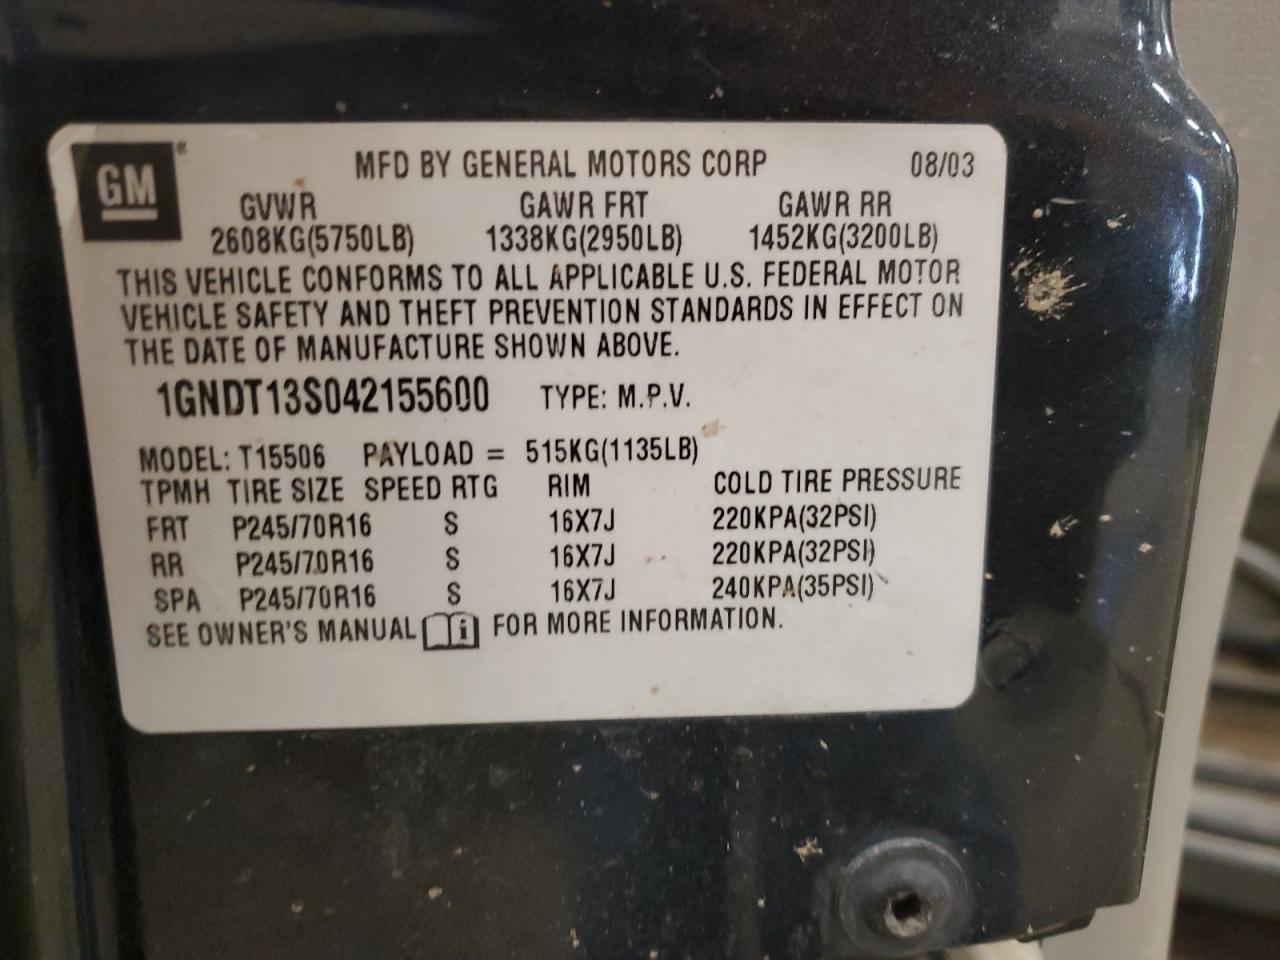 GM
MFD BY GENERAL MOTORS CORP 08/03
GVWR GAWR FRT GAWR RR
2608KG(5750LB) 1338KG(2950LB) 1452KG(3200LB)
THIS VEHICLE CONFORMS TO ALL APPLICABLE U.S. FEDERAL MOTOR
VEHICLE SAFETY AND THEFT PREVENTION STANDARDS IN EFFECT ON
THE DATE OF MANUFACTURE SHOWN ABOVE.
1GNDT13S042155600 TYPE: M.P.V.
MODEL: T15506 PAYLOAD = 515KG(1135LB)
TPMH TIRE SIZE SPEED RTG RIM COLD TIRE PRESSURE
FRT P245/70R16 S 16X7J 220KPA(32PSI)
RR P245/70R16 S 16X7J 220KPA(32PSI)
SPA P245/70R16 S 16X7J 240KPA(35PSI)
SEE OWNER'S MANUAL i FOR MORE INFORMATION.